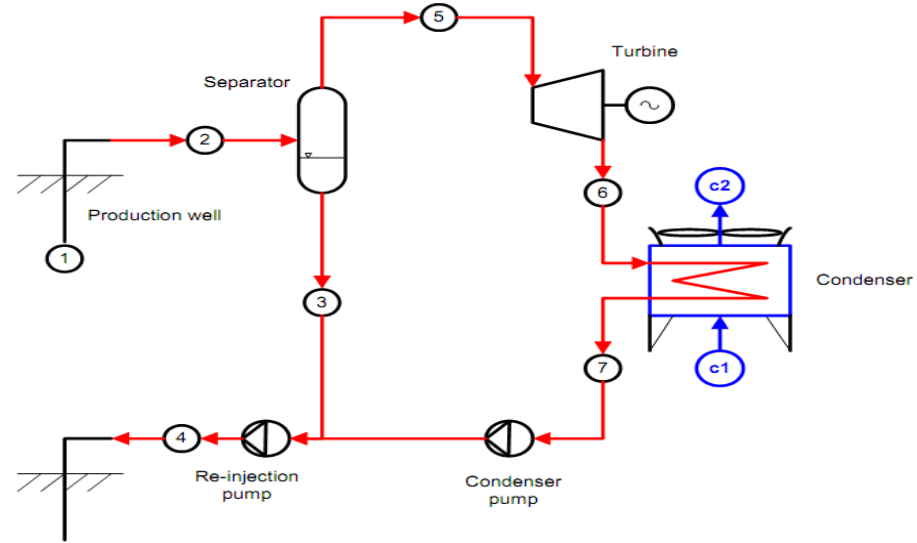 5
Turbine
Separator
2
c2
6
Production well
1
Condenser
3
7
c1
4
Re-injection
pump
Condenser
pump